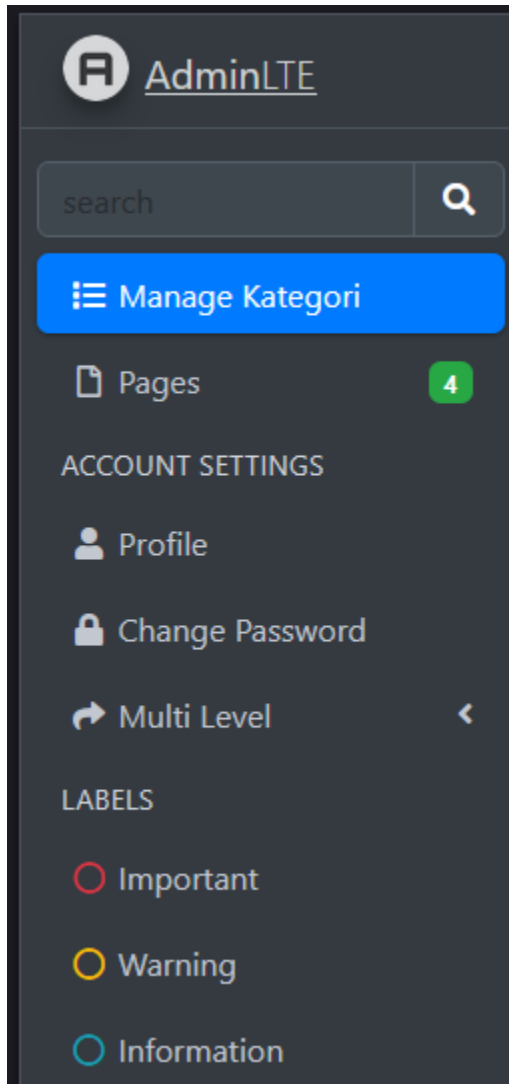 AdminLTE
search
Manage Kategori
Pages 4
ACCOUNT SETTINGS
Profile
Change Password
Multi Level
LABELS
Important
Warning
Information